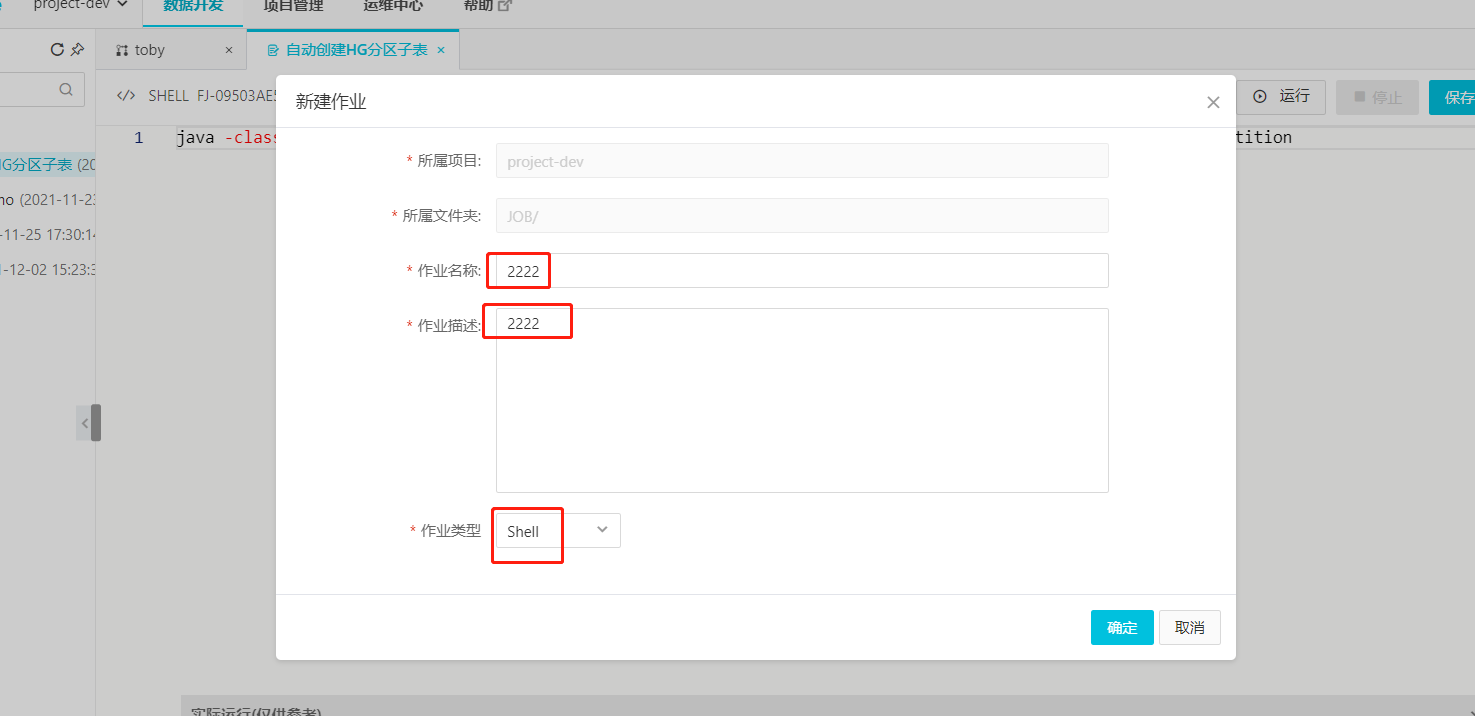 project-dev 数据开发 项目管理 运维中心 帮助
toby × 自动创建HG分区子表 ×
</> SHELL FJ-09503AE5 运行 停止 保存
1 java -class tition
HG分区子表 (20
mo (2021-11-23
-11-25 17:30:14
1-12-02 15:23:3
新建作业
* 所属项目: project-dev
* 所属文件夹: JOB/
* 作业名称: 2222
* 作业描述: 2222
* 作业类型 Shell
确定 取消
实际运行(仅供参考)